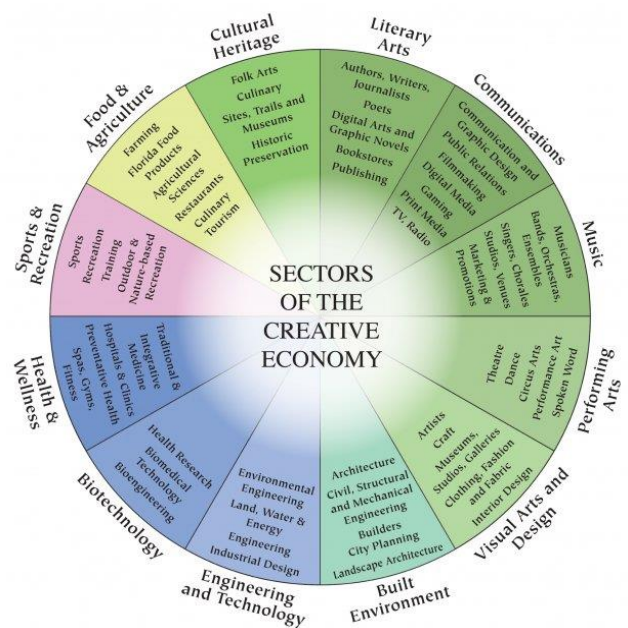 SECTORS
OF THE
CREATIVE
ECONOMY
Cultural
Heritage
Folk Arts
Culinary
Sites, Trails and
Museums
Historic
Preservation
Literary
Arts
Authors, Writers,
Journalists
Poets
Digital Arts and
Graphic Novels
Bookstores
Publishing
Communications
Communication and
Graphic Design
Public Relations
Filmmaking
Digital Media
Gaming
Print Media
TV, Radio
Music
Musicians
Bands, Orchestras,
Ensembles
Singers, Chorales
Studios, Venues
Marketing &
Promotions
Performing
Arts
Theatre
Dance
Circus Arts
Performance Art
Spoken Word
Visual Arts and
Design
Artists
Craft
Museums,
Studios, Galleries
Clothing, Fashion
and Fabric
Interior Design
Built
Environment
Architecture
Civil, Structural
and Mechanical
Engineering
Builders
City Planning
Landscape Architecture
Engineering
and Technology
Environmental
Engineering
Land, Water &
Energy
Engineering
Industrial Design
Biotechnology
Health Research
Biomedical
Technology
Bioengineering
Health &
Wellness
Traditional &
Integrative
Medicine
Hospitals & Clinics
Preventative Health
Spas, Gyms,
Fitness
Sports &
Recreation
Sports
Recreation
Training
Outdoor &
Nature-based
Recreation
Food &
Agriculture
Farming
Florida Food
Products
Agricultural
Sciences
Restaurants
Culinary
Tourism